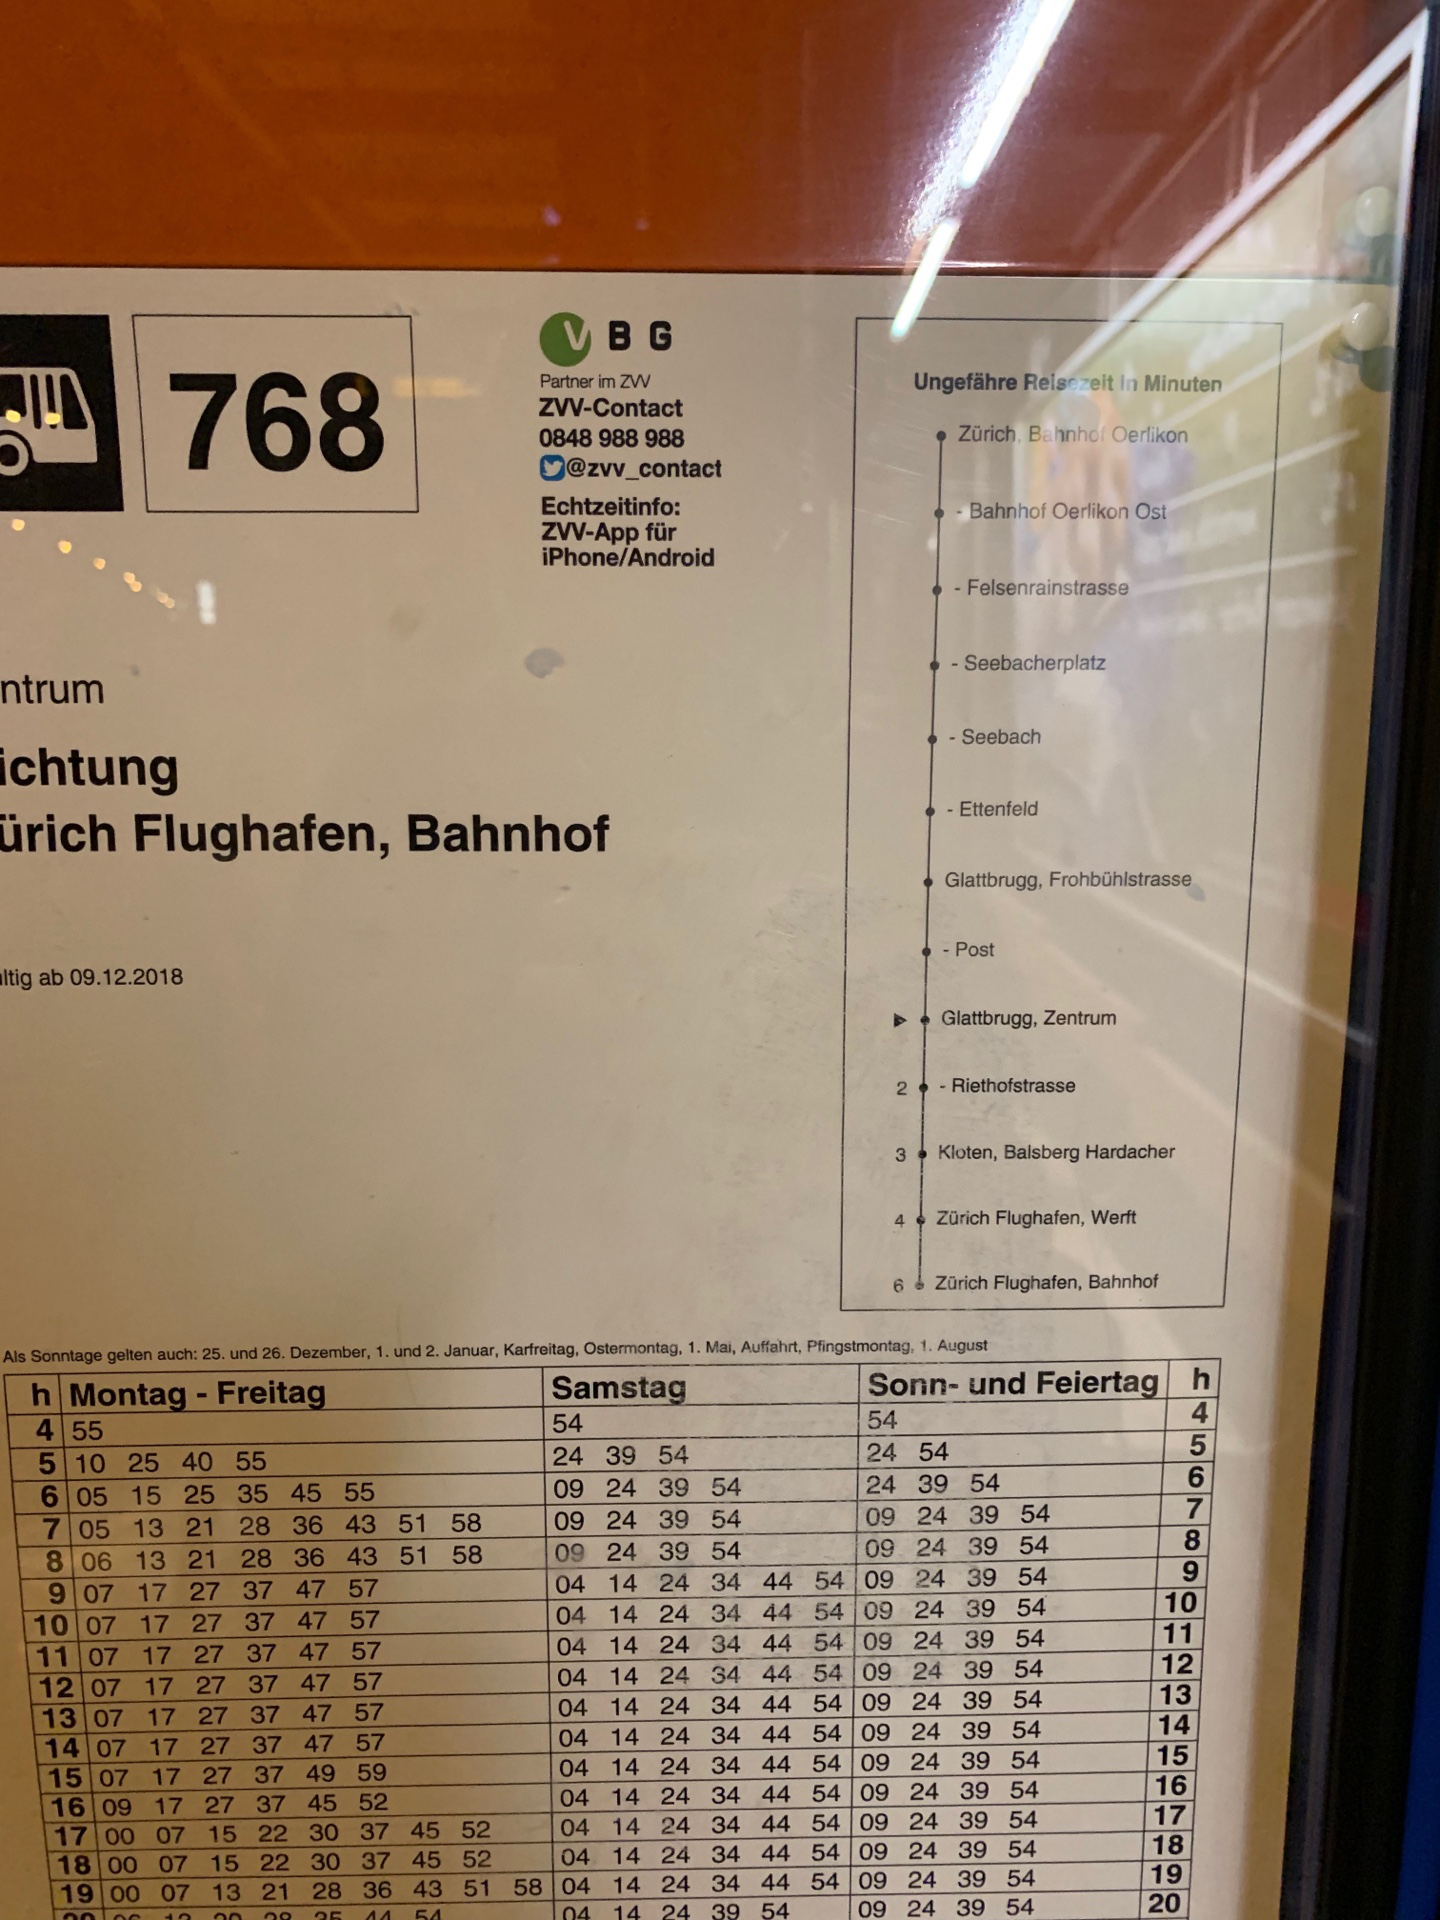 768
V B G
Partner im ZVV
ZVV-Contact
0848 988 988
@zvv_contact
Echtzeitinfo:
ZVV-App für
iPhone/Android
ntrum
ichtung
ürich Flughafen, Bahnhof
ltig ab 09.12.2018
Ungefähre Reisezeit in Minuten
Zürich, Bahnhof Oerlikon
- Bahnhof Oerlikon Ost
- Felsenrainstrasse
- Seebacherplatz
- Seebach
- Ettenfeld
Glattbrugg, Frohbühlstrasse
- Post
Glattbrugg, Zentrum
2 - Riethofstrasse
3 Kloten, Balsberg Hardacher
4 Zürich Flughafen, Werft
6 Zürich Flughafen, Bahnhof
Als Sonntage gelten auch: 25. und 26. Dezember, 1. und 2. Januar, Karfreitag, Ostermontag, 1. Mai, Auffahrt, Pfingstmontag, 1. August
h Montag - Freitag Samstag Sonn- und Feiertag h
4 55 54 54 4
5 10 25 40 55 24 39 54 24 54 5
6 05 15 25 35 45 55 09 24 39 54 24 39 54 6
7 05 13 21 28 36 43 51 58 09 24 39 54 09 24 39 54 7
8 06 13 21 28 36 43 51 58 09 24 39 54 09 24 39 54 8
9 07 17 27 37 47 57 04 14 24 34 44 54 09 24 39 54 9
10 07 17 27 37 47 57 04 14 24 34 44 54 09 24 39 54 10
11 07 17 27 37 47 57 04 14 24 34 44 54 09 24 39 54 11
12 07 17 27 37 47 57 04 14 24 34 44 54 09 24 39 54 12
13 07 17 27 37 47 57 04 14 24 34 44 54 09 24 39 54 13
14 07 17 27 37 47 57 04 14 24 34 44 54 09 24 39 54 14
15 07 17 27 37 49 59 04 14 24 34 44 54 09 24 39 54 15
16 09 17 27 37 45 52 04 14 24 34 44 54 09 24 39 54 16
17 00 07 15 22 30 37 45 52 04 14 24 34 44 54 09 24 39 54 17
18 00 07 15 22 30 37 45 52 04 14 24 34 44 54 09 24 39 54 18
19 00 07 13 21 28 36 43 51 58 04 14 24 34 44 54 09 24 39 54 19
04 14 24 39 54 09 24 39 54 20